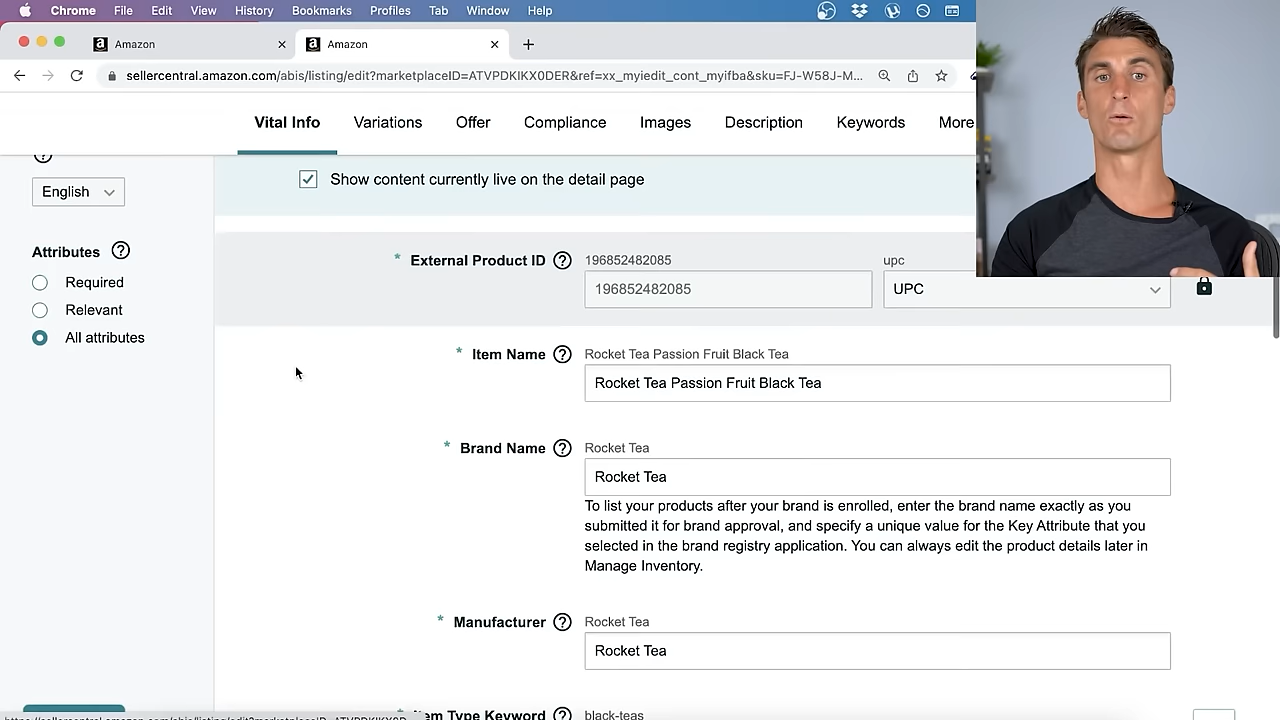 Chrome File Edit View History Bookmarks Profiles Tab Window Help
Amazon
Amazon
sellercentral.amazon.com/abis/listing/edit?marketplaceID=ATVPDKIKX0DER&ref=xx_myiedit_cont_myifba&sku=FJ-W58J-M...
Vital Info Variations Offer Compliance Images Description Keywords More
English
Show content currently live on the detail page
Attributes ?
Required
Relevant
All attributes
* External Product ID ? 196852482085 upc
196852482085 UPC
* Item Name ? Rocket Tea Passion Fruit Black Tea
Rocket Tea Passion Fruit Black Tea
* Brand Name ? Rocket Tea
Rocket Tea
To list your products after your brand is enrolled, enter the brand name exactly as you
submitted it for brand approval, and specify a unique value for the Key Attribute that you
selected in the brand registry application. You can always edit the product details later in
Manage Inventory.
* Manufacturer ? Rocket Tea
Rocket Tea
Item Type Keyword ? black-teas